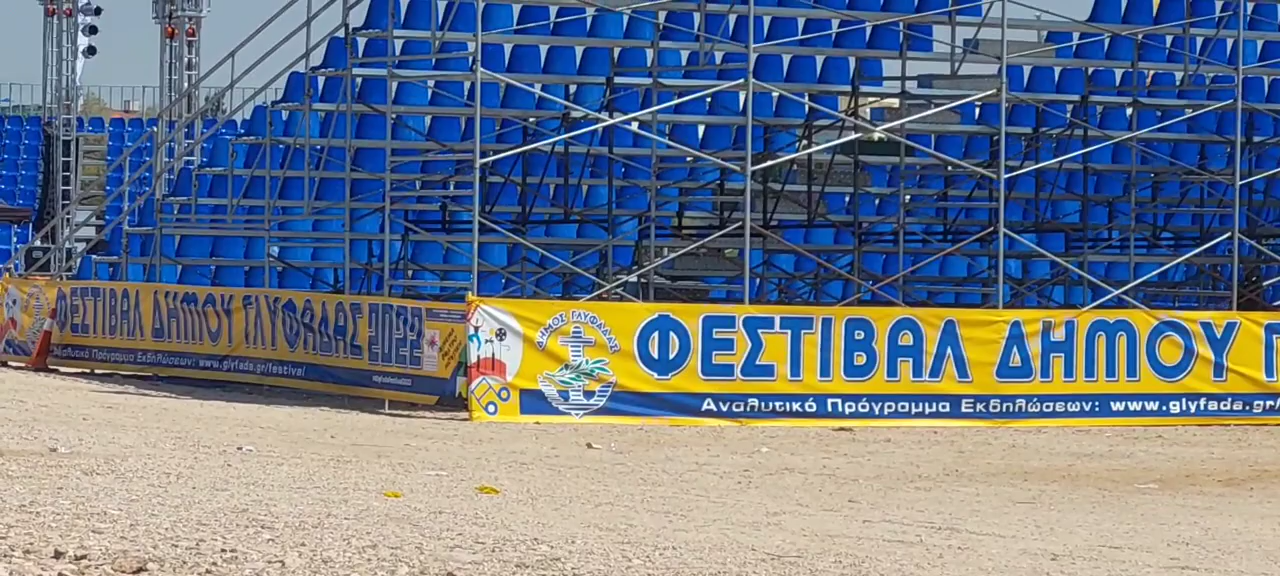 ΦΕΣΤΙΒΑΛ ΔΗΜΟΥ ΓΛΥΦΑΔΑΣ 2022
Αναλυτικό Πρόγραμμα Εκδηλώσεων: www.glyfada.gr/festival
ΔΗΜΟΣ ΓΛΥΦΑΔΑΣ
ΦΕΣΤΙΒΑΛ ΔΗΜΟΥ Γ
Αναλυτικό Πρόγραμμα Εκδηλώσεων: www.glyfada.gr/